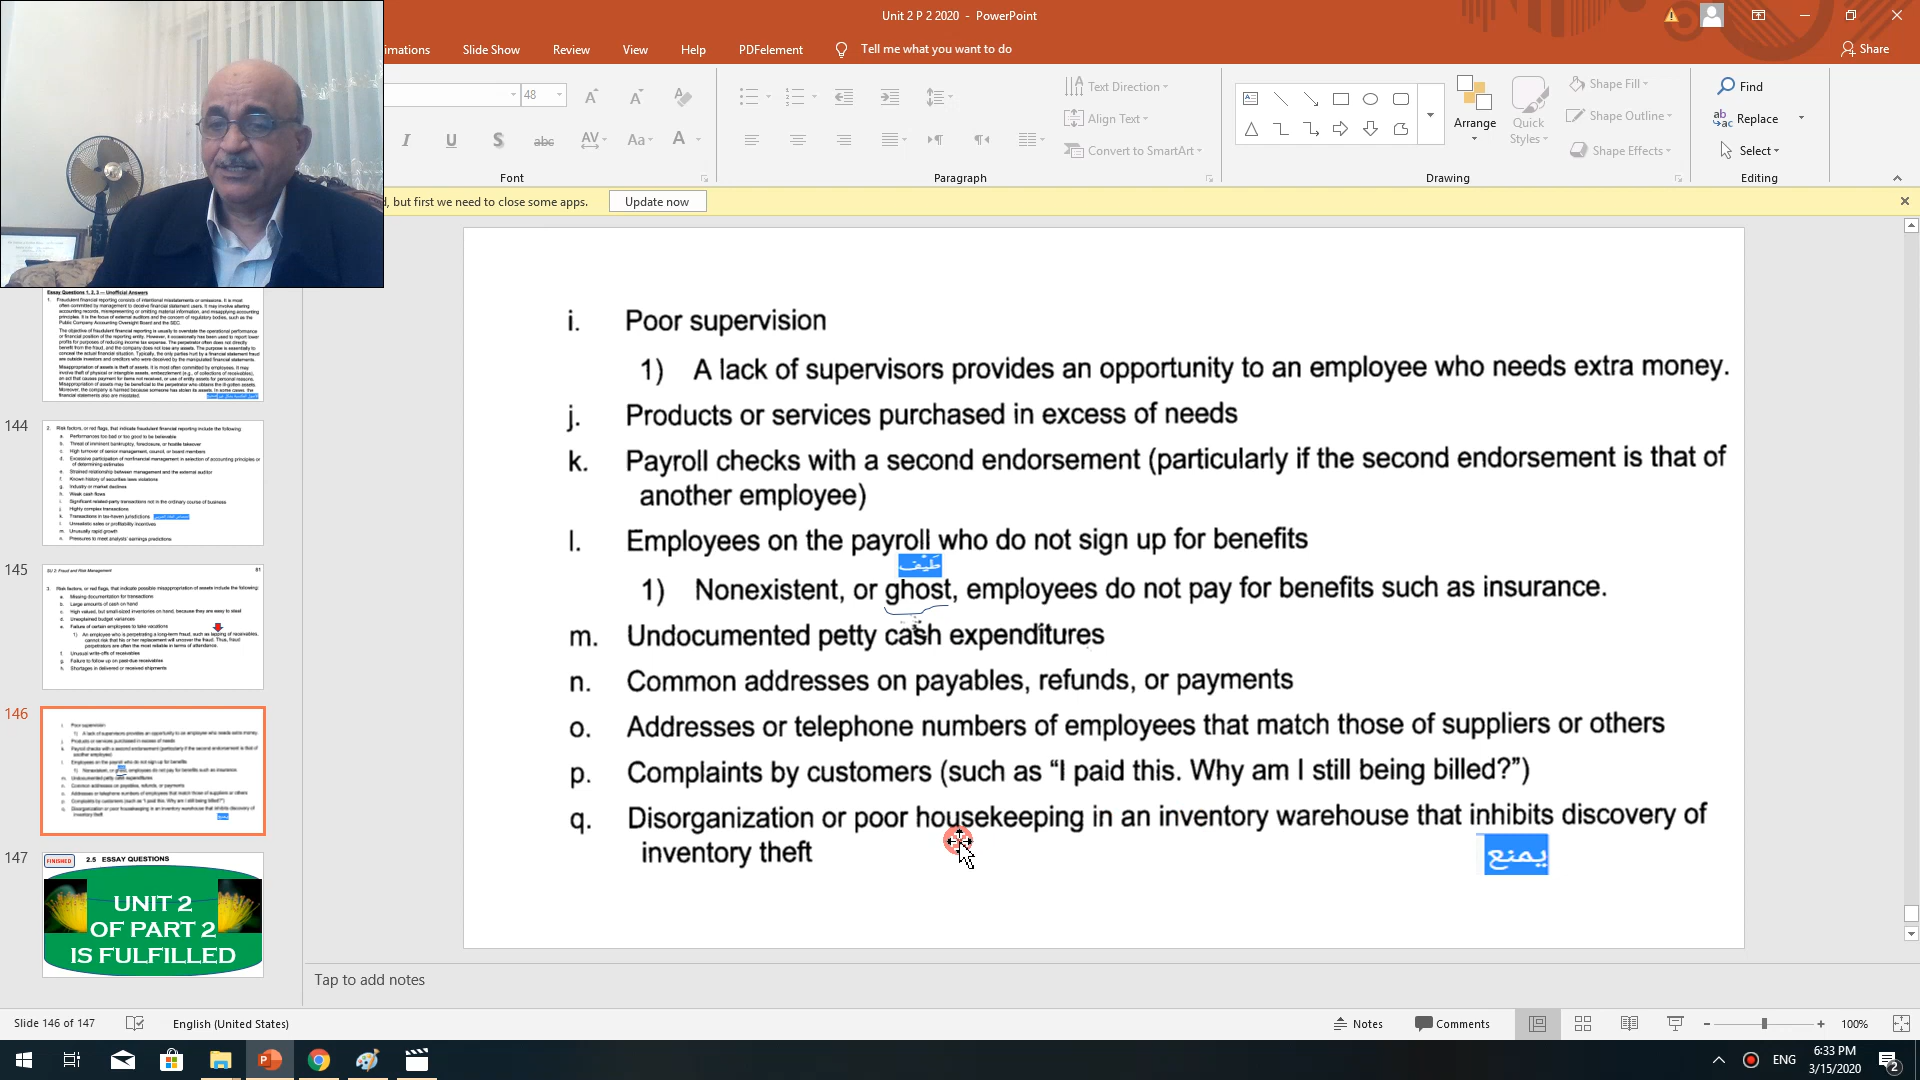 Unit 2 P 2 2020 - PowerPoint
Slide Show
Review
View
Help
PDFelement
Tell me what you want to do
Share
48
Text Direction
Align Text
Convert to SmartArt
Arrange
Quick
Styles
Shape Fill
Shape Outline
Shape Effects
Find
Replace
Select
Font
Paragraph
Drawing
Editing
, but first we need to close some apps.
Update now
i. Poor supervision
1) A lack of supervisors provides an opportunity to an employee who needs extra money.
j. Products or services purchased in excess of needs
k. Payroll checks with a second endorsement (particularly if the second endorsement is that of
another employee)
l. Employees on the payroll who do not sign up for benefits
طَيْف
1) Nonexistent, or ghost, employees do not pay for benefits such as insurance.
m. Undocumented petty cash expenditures
n. Common addresses on payables, refunds, or payments
o. Addresses or telephone numbers of employees that match those of suppliers or others
p. Complaints by customers (such as “I paid this. Why am I still being billed?”)
q. Disorganization or poor housekeeping in an inventory warehouse that inhibits discovery of
inventory theft
يمنع
144
145
146
147
FINISHED
2.5 ESSAY QUESTIONS
UNIT 2
OF PART 2
IS FULFILLED
Tap to add notes
Slide 146 of 147
English (United States)
Notes
Comments
100%
ENG
6:33 PM
3/15/2020
2